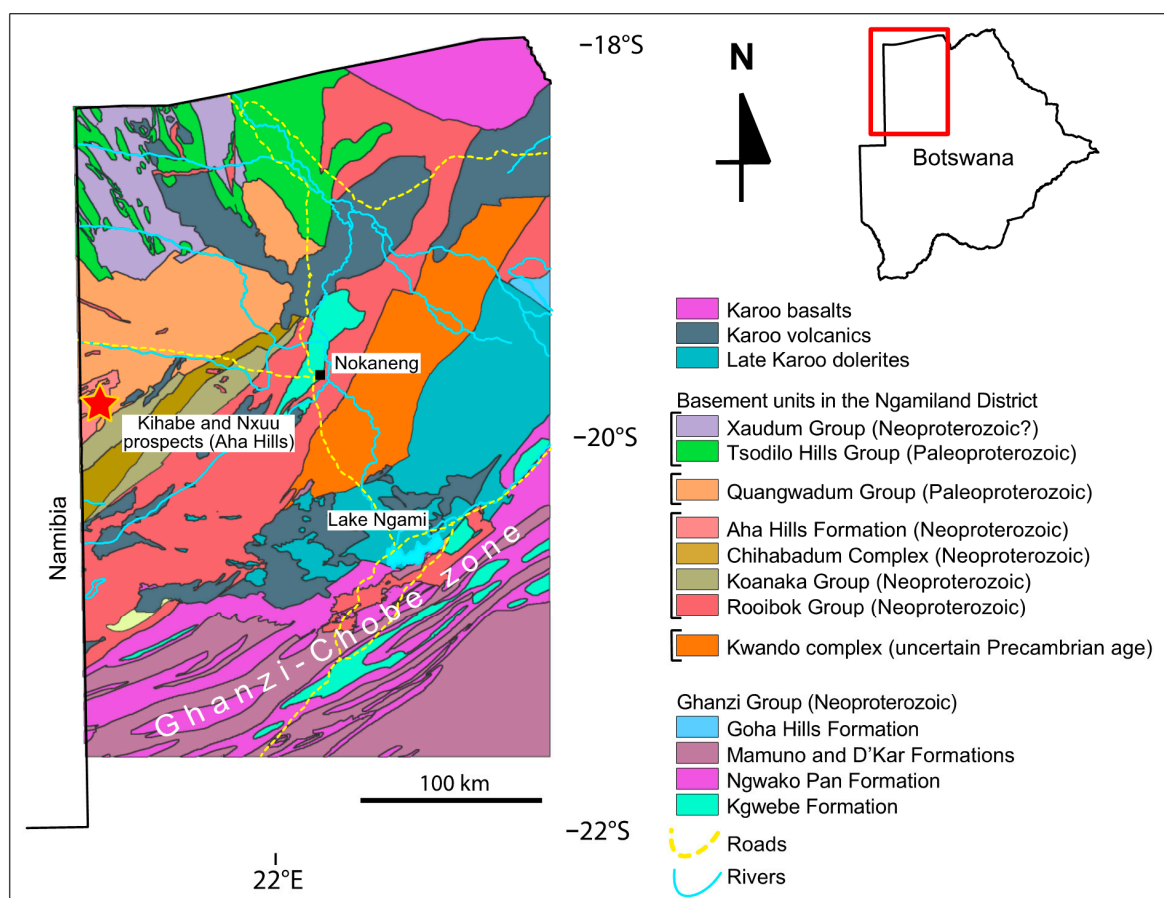 −18°S
N
Botswana
Nokaneng
Kihabe and Nxuu
prospects (Aha Hills)
−20°S
Lake Ngami
Namibia
Ghanzi-Chobe zone
100 km
−22°S
22°E
Karoo basalts
Karoo volcanics
Late Karoo dolerites
Basement units in the Ngamiland District
Xaudum Group (Neoproterozoic?)
Tsodilo Hills Group (Paleoproterozoic)
Quangwadum Group (Paleoproterozoic)
Aha Hills Formation (Neoproterozoic)
Chihabadum Complex (Neoproterozoic)
Koanaka Group (Neoproterozoic)
Rooibok Group (Neoproterozoic)
Kwando complex (uncertain Precambrian age)
Ghanzi Group (Neoproterozoic)
Goha Hills Formation
Mamuno and D'Kar Formations
Ngwako Pan Formation
Kgwebe Formation
Roads
Rivers